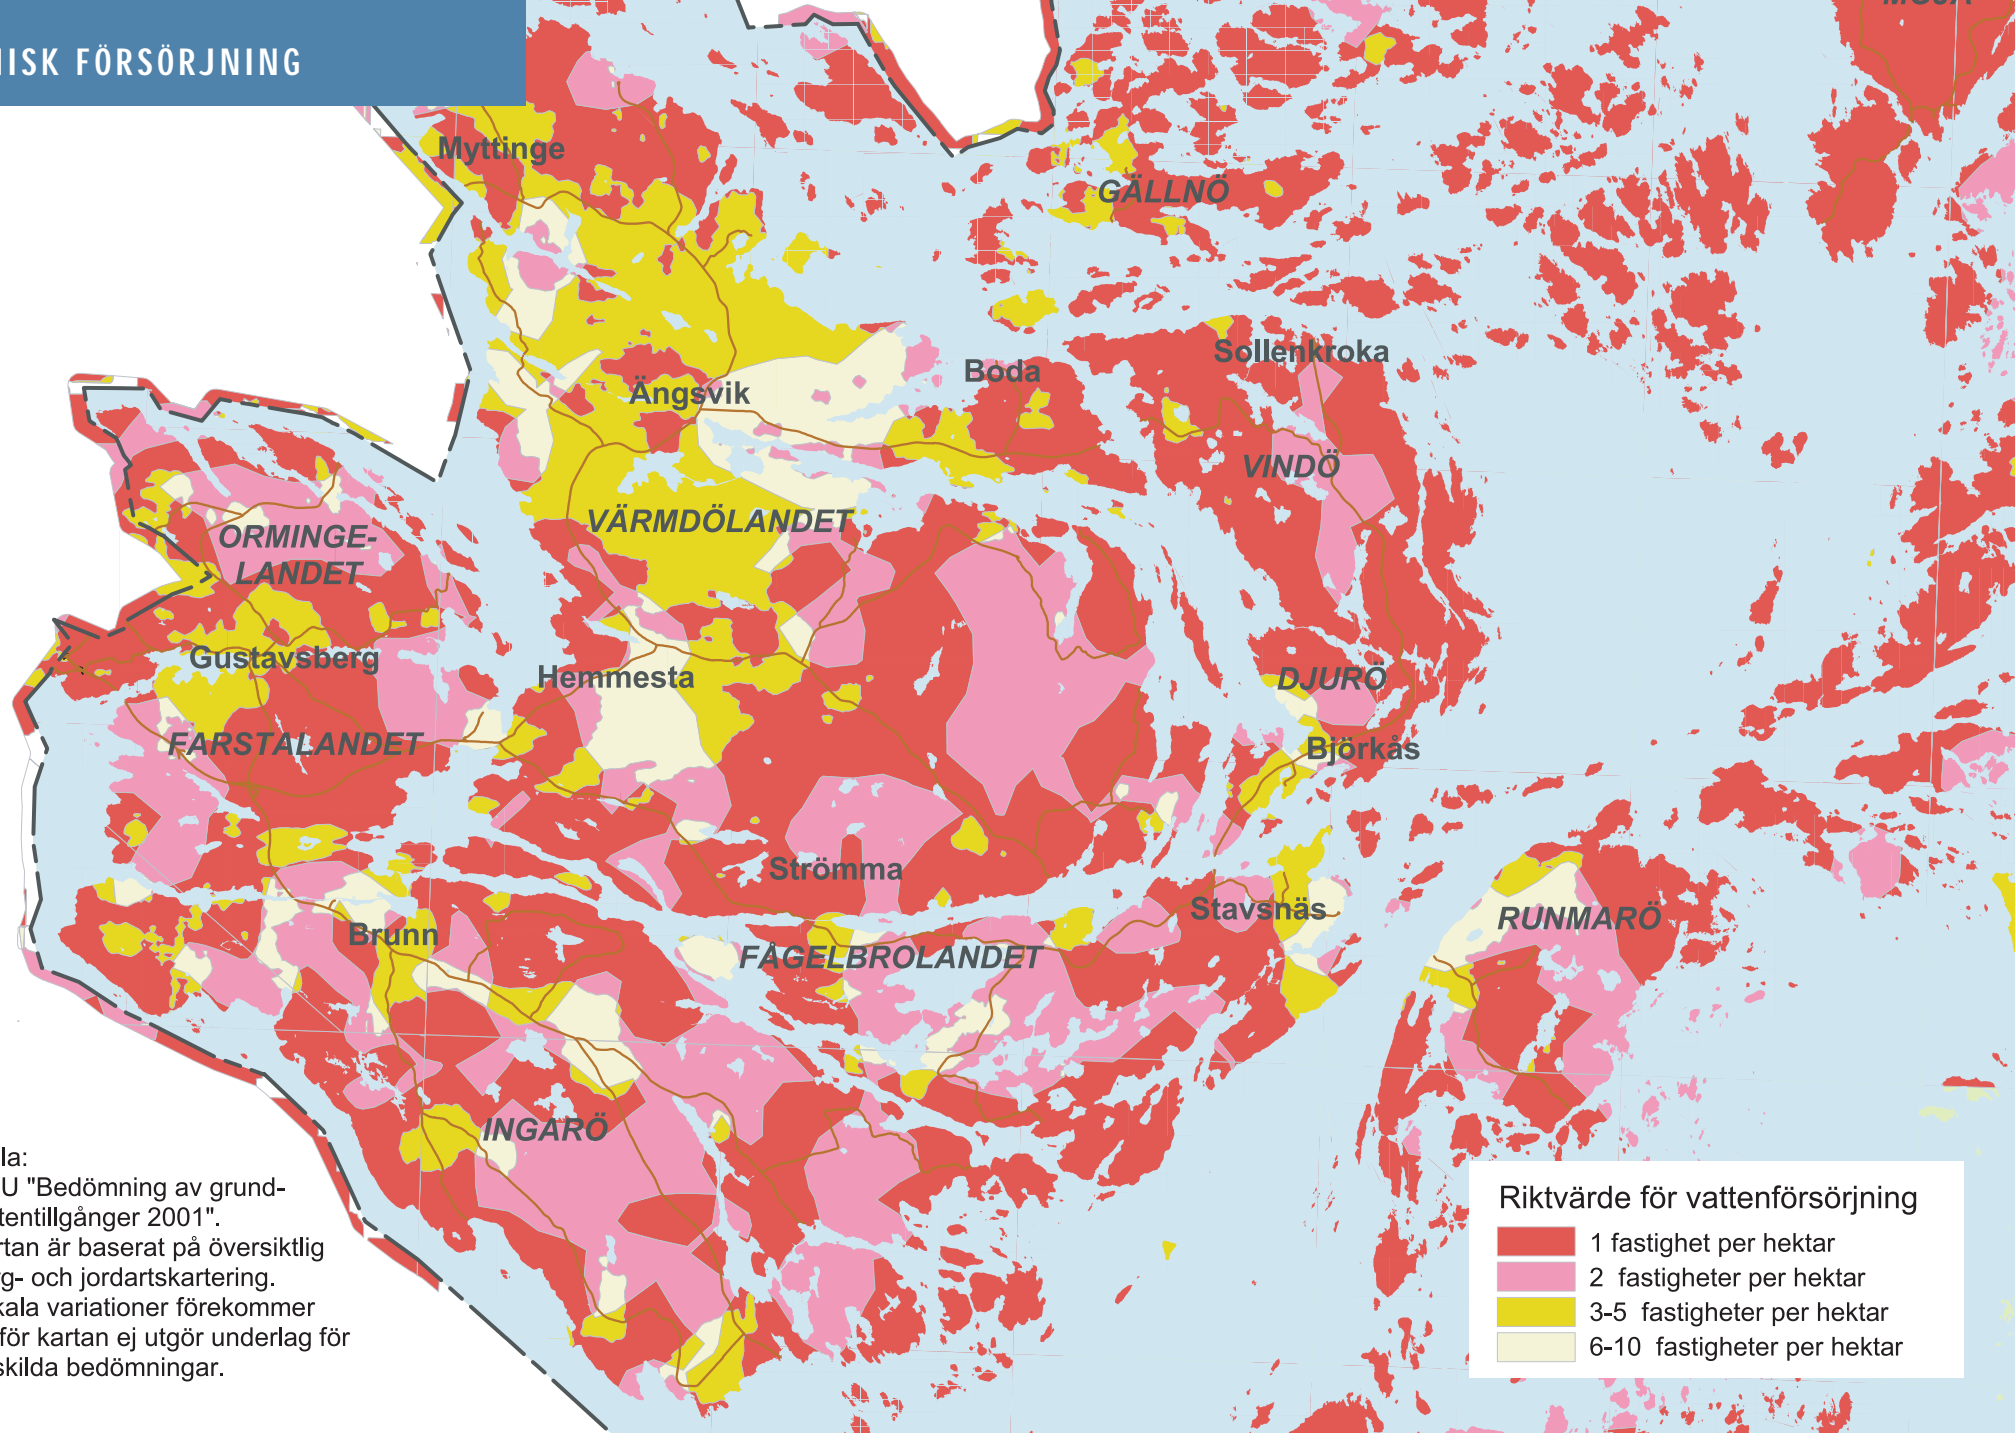 NISK FÖRSÖRJNING
Myttinge
GÄLLNÖ
Sollenkroka
Boda
Ängsvik
VINDÖ
VÄRMDÖLANDET
ORMINGE-
LANDET
Gustavsberg
Hemmesta
DJURÖ
FARSTALANDET
Björkås
Strömma
Stavsnäs
RUNMARÖ
Brunn
FÅGELBROLANDET
INGARÖ
la:
U "Bedömning av grund-
tentillgånger 2001".
rtan är baserat på översiktlig
rg- och jordartskartering.
kala variationer förekommer
för kartan ej utgör underlag för
skilda bedömningar.
Riktvärde för vattenförsörjning
1 fastighet per hektar
2 fastigheter per hektar
3-5 fastigheter per hektar
6-10 fastigheter per hektar